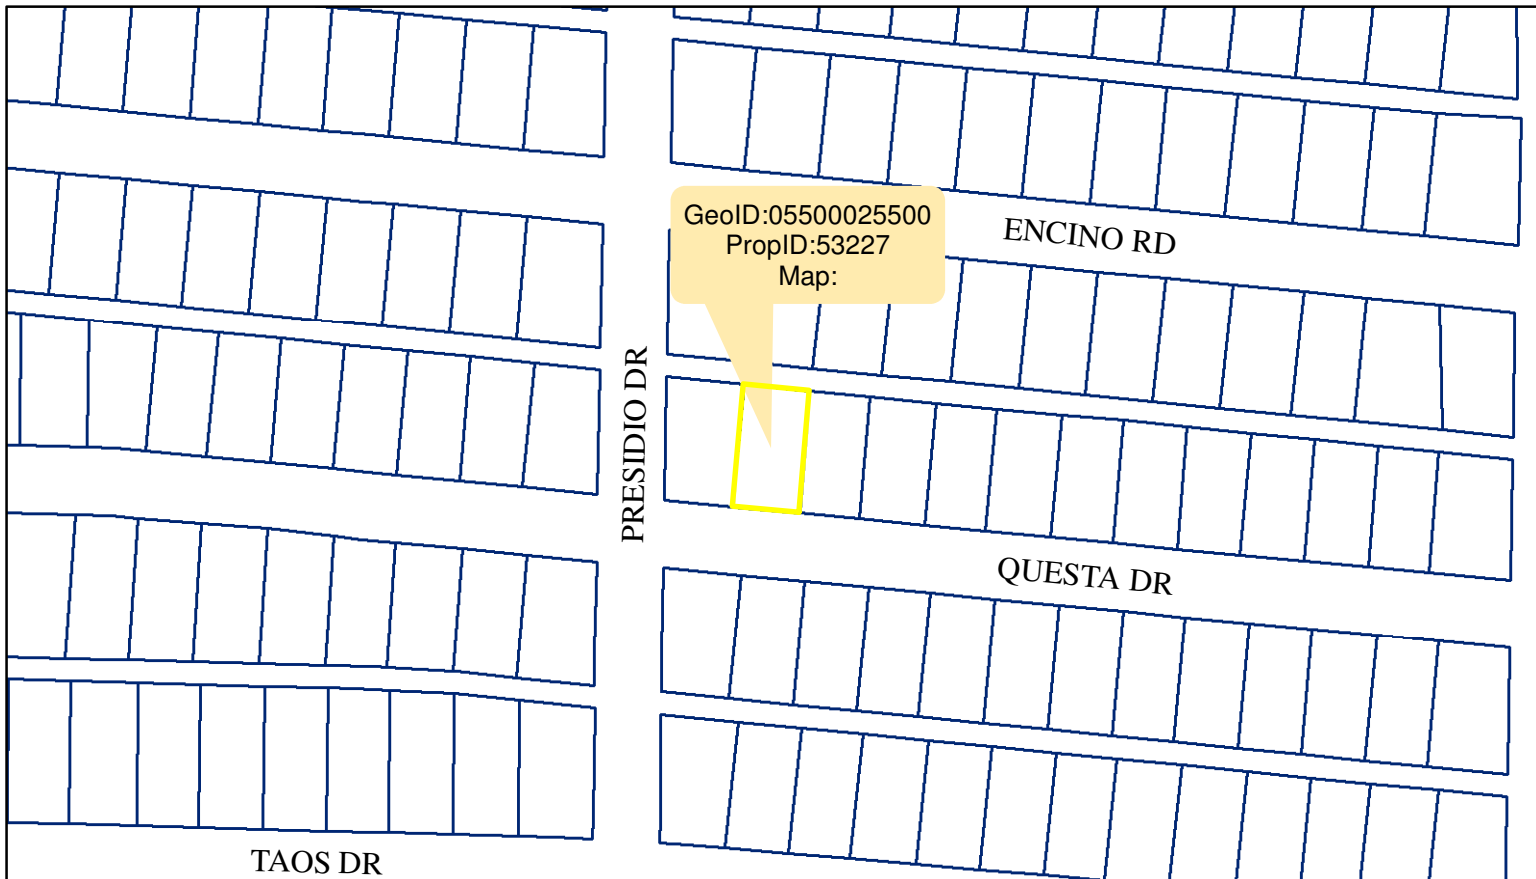 GeoID:05500025500
PropID:53227
Map:
ENCINO RD
PRESIDIO DR
QUESTA DR
TAOS DR